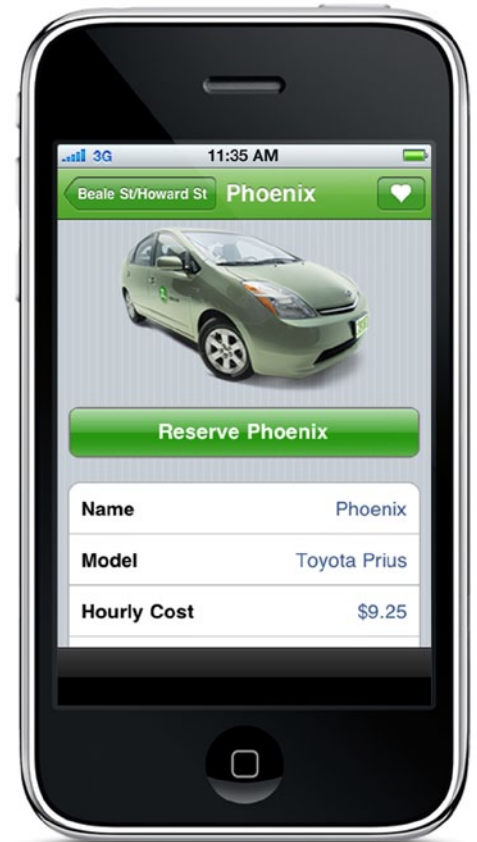 3G 11:35 AM
Beale St/Howard St Phoenix
Reserve Phoenix
Name Phoenix
Model Toyota Prius
Hourly Cost $9.25